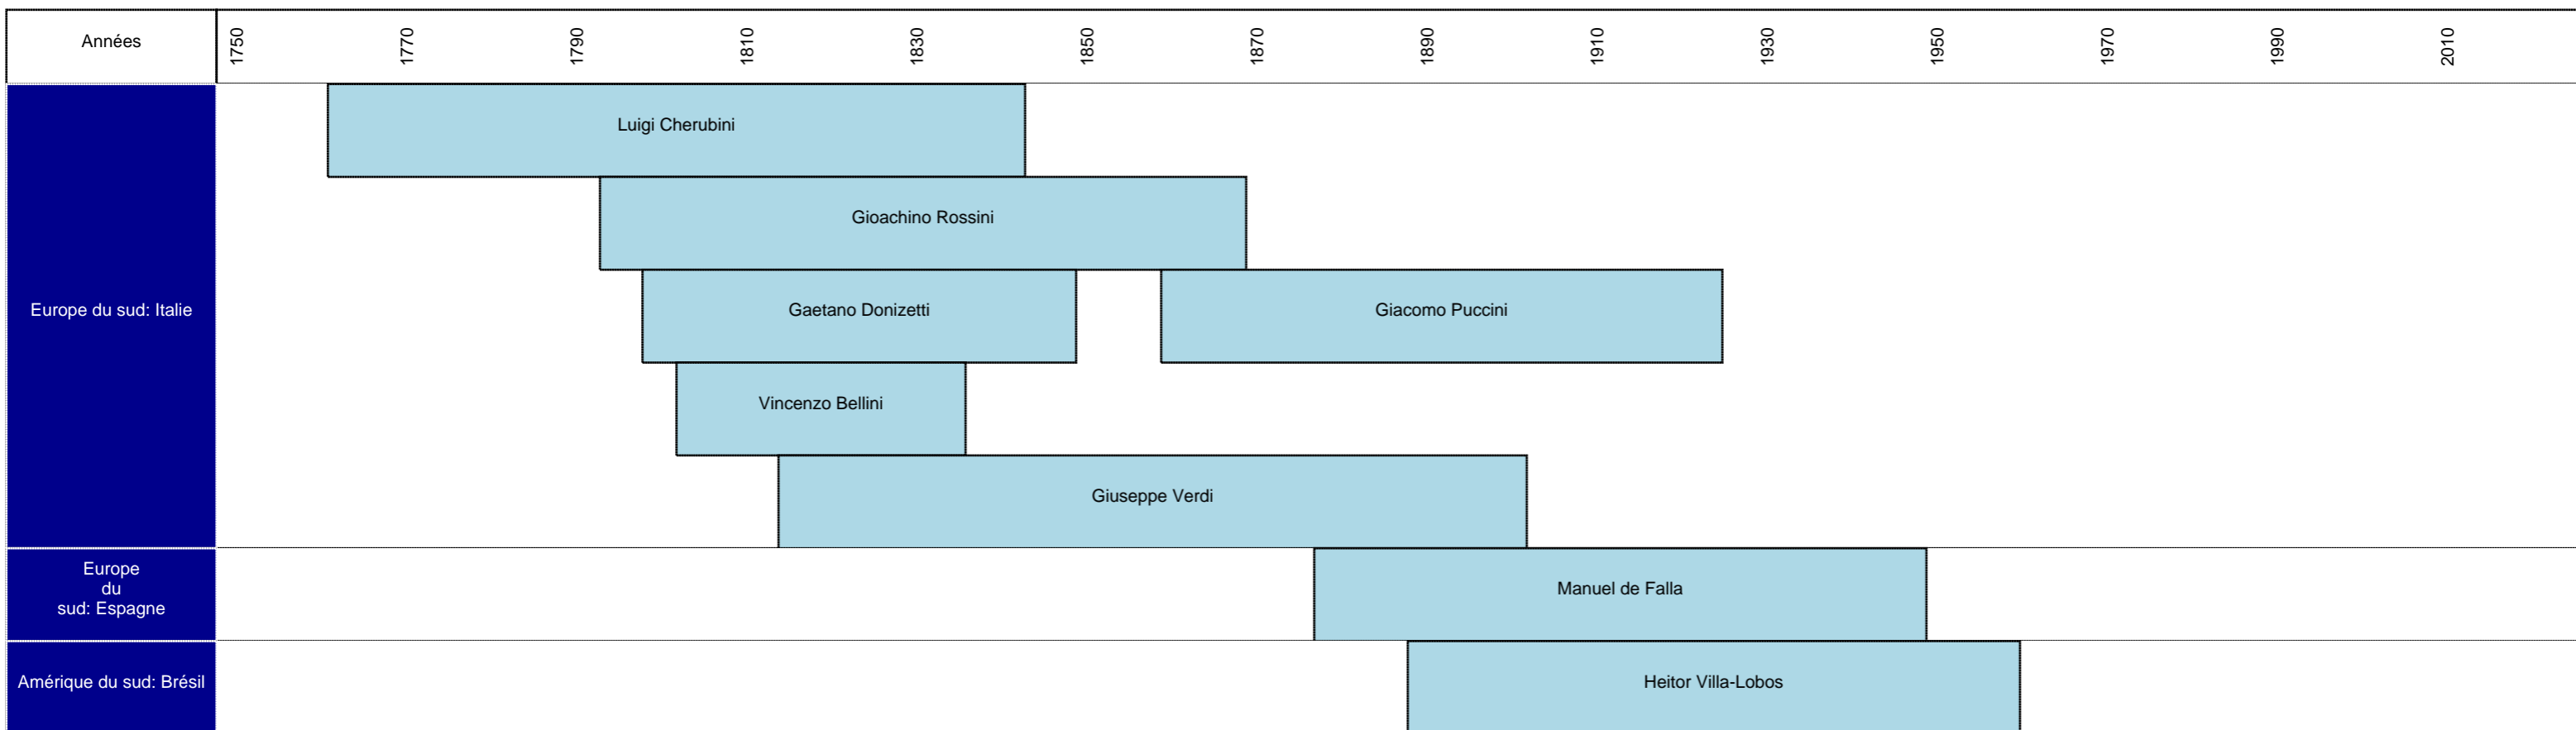 Années
1750
1770
1790
1810
1830
1850
1870
1890
1910
1930
1950
1970
1990
2010
Europe du sud: Italie
Luigi Cherubini
Gioachino Rossini
Gaetano Donizetti
Giacomo Puccini
Vincenzo Bellini
Giuseppe Verdi
Europe
du
sud: Espagne
Manuel de Falla
Amérique du sud: Brésil
Heitor Villa-Lobos